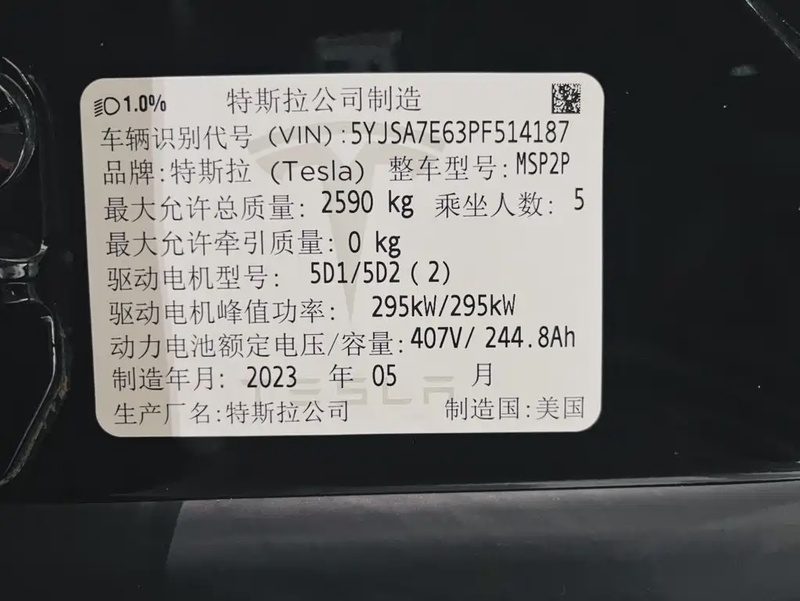 1.0% 特斯拉公司制造
车辆识别代号 (VIN) :5YJSA7E63PF514187
品牌:特斯拉 (Tesla) 整车型号:MSP2P
最大允许总质量: 2590 kg 乘坐人数: 5
最大允许牵引质量: 0 kg
驱动电机型号: 5D1/5D2 ( 2 )
驱动电机峰值功率: 295kW/295kW
动力电池额定电压/容量:407V/ 244.8Ah
制造年月: 2023 年 05 月
TESLA
生产厂名:特斯拉公司 制造国:美国